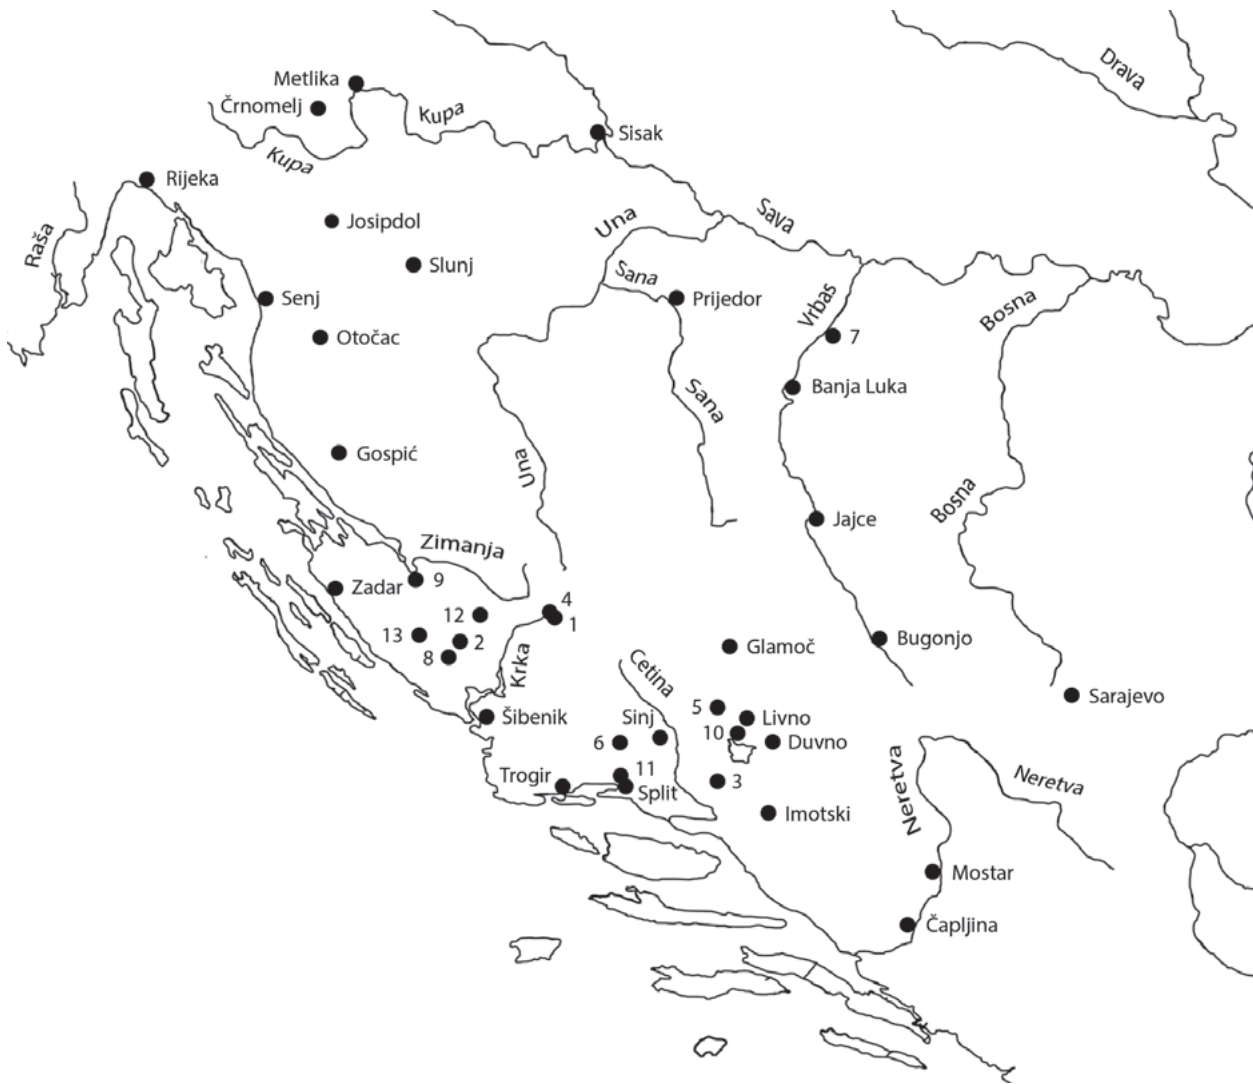 Drava
Metlika
Črnomelj
Kupa
Sisak
Kupa
Rijeka
Raša
Josipdol
Una
Sava
Slunj
Sana
Senj
Prijedor
Vrbas
Bosna
Otočac
7
Banja Luka
Sana
Gospić
Una
Bosna
Jajce
Zimanja
Zadar
9
4
12
1
13
2
8
Krka
Glamoč
Bugonjo
Cetina
Sarajevo
5
Šibenik
Sinj
Livno
10
6
Duvno
Neretva
Neretva
11
Trogir
Split
3
Imotski
Mostar
Čapljina